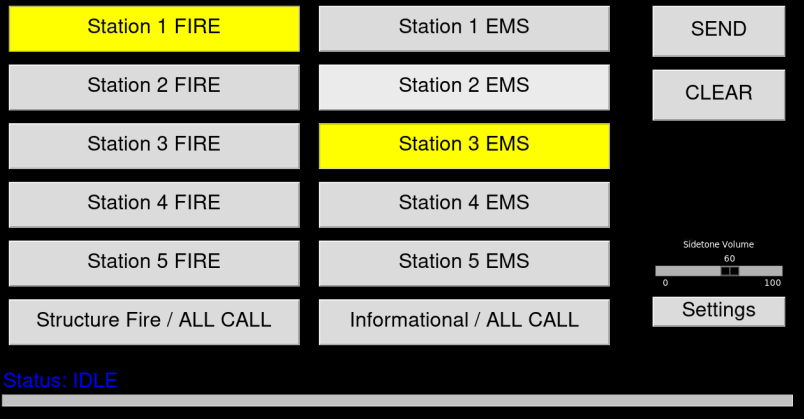 Station 1 FIRE
Station 1 EMS
SEND
Station 2 FIRE
Station 2 EMS
CLEAR
Station 3 FIRE
Station 3 EMS
Station 4 FIRE
Station 4 EMS
Station 5 FIRE
Station 5 EMS
Sidetone Volume
60
0 100
Structure Fire / ALL CALL
Informational / ALL CALL
Settings
Status: IDLE